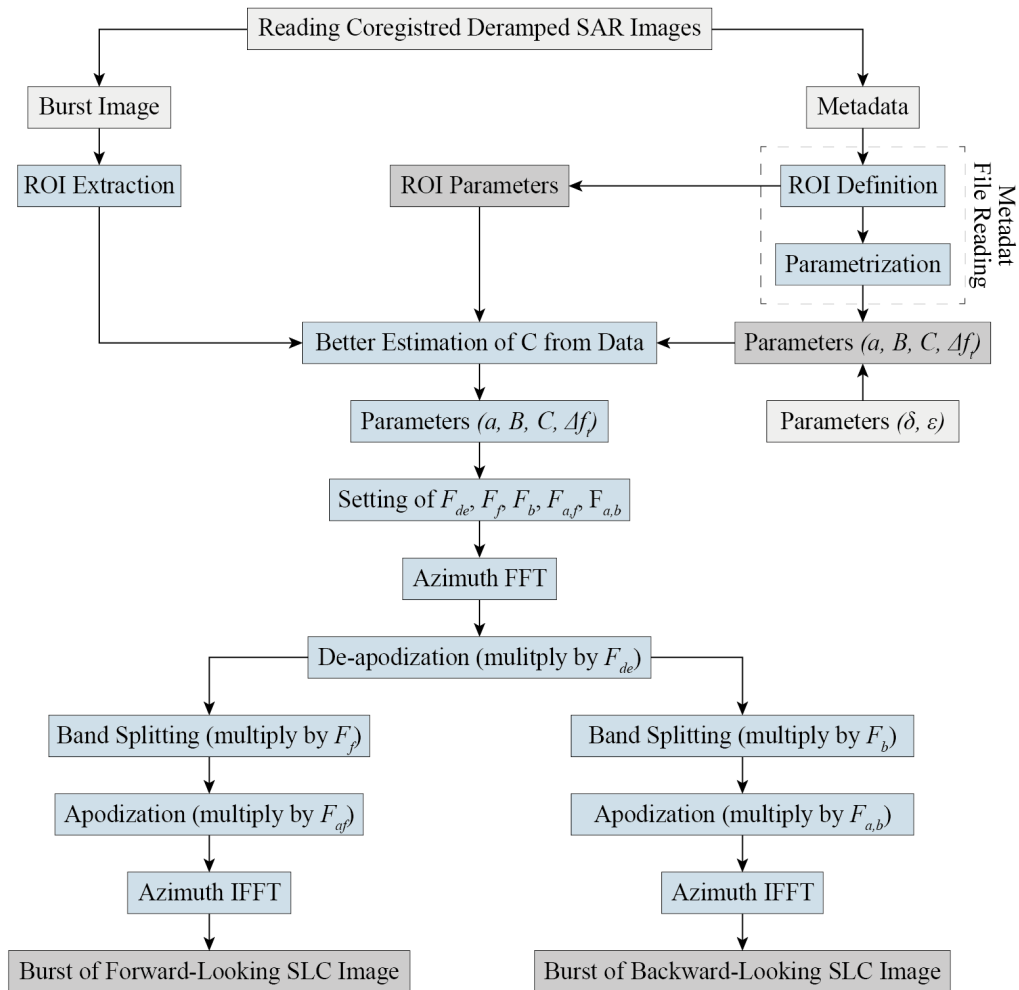 Reading Coregistred Deramped SAR Images
Burst Image
Metadata
ROI Extraction
ROI Parameters
ROI Definition
Metadat
File Reading
Parametrization
Better Estimation of C from Data
Parameters (a, B, C, Δf_t)
Parameters (a, B, C, Δf_t)
Parameters (δ, ε)
Setting of F_de, F_f, F_b, F_a,f, F_a,b
Azimuth FFT
De-apodization (mulitply by F_de)
Band Splitting (multiply by F_f)
Band Splitting (multiply by F_b)
Apodization (multiply by F_af)
Apodization (multiply by F_a,b)
Azimuth IFFT
Azimuth IFFT
Burst of Forward-Looking SLC Image
Burst of Backward-Looking SLC Image